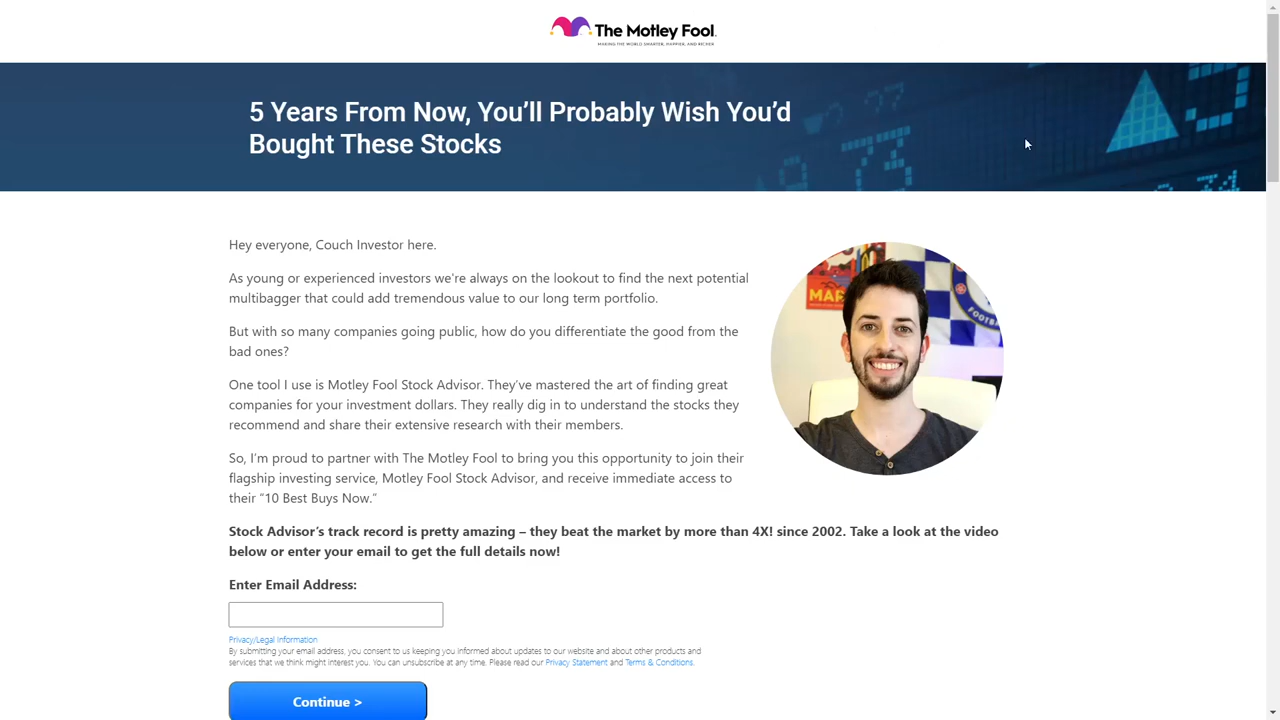 The Motley Fool.
MAKING THE WORLD SMARTER, HAPPIER, AND RICHER
5 Years From Now, You’ll Probably Wish You’d
Bought These Stocks
Hey everyone, Couch Investor here.
As young or experienced investors we're always on the lookout to find the next potential
multibagger that could add tremendous value to our long term portfolio.
But with so many companies going public, how do you differentiate the good from the
bad ones?
One tool I use is Motley Fool Stock Advisor. They’ve mastered the art of finding great
companies for your investment dollars. They really dig in to understand the stocks they
recommend and share their extensive research with their members.
So, I’m proud to partner with The Motley Fool to bring you this opportunity to join their
flagship investing service, Motley Fool Stock Advisor, and receive immediate access to
their “10 Best Buys Now.”
Stock Advisor’s track record is pretty amazing – they beat the market by more than 4X! since 2002. Take a look at the video
below or enter your email to get the full details now!
Enter Email Address:
Privacy/Legal Information
By submitting your email address, you consent to us keeping you informed about updates to our website and about other products and
services that we think might interest you. You can unsubscribe at any time. Please read our Privacy Statement and Terms & Conditions.
Continue >